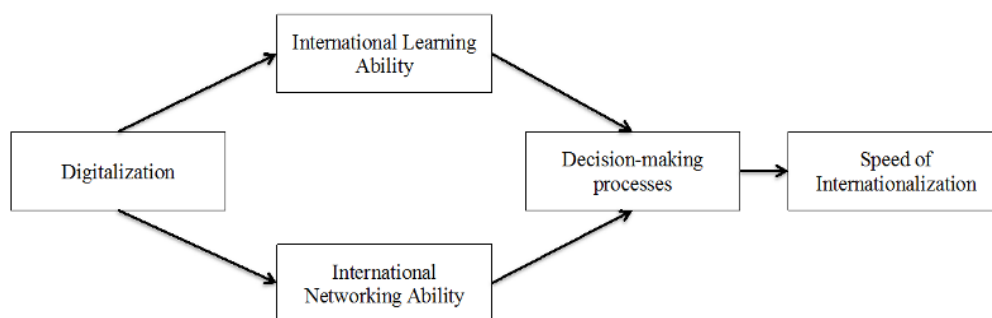 International Learning
Ability
Digitalization
Decision-making
processes
Speed of
Internationalization
International
Networking Ability